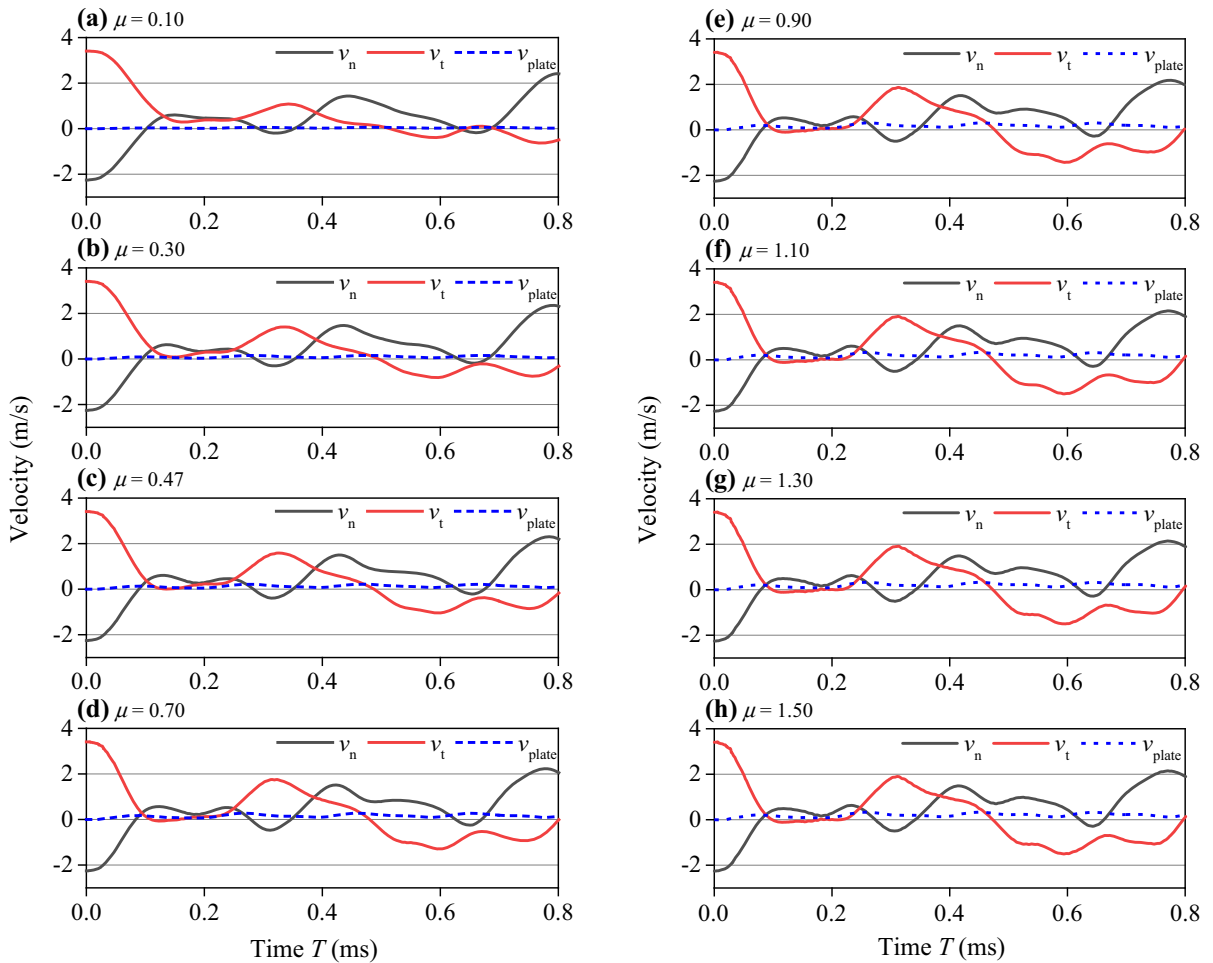 (a) μ = 0.10
4
2
0
-2
v_n v_t v_plate
0.0 0.2 0.4 0.6 0.8
(b) μ = 0.30
4
2
0
-2
v_n v_t v_plate
0.0 0.2 0.4 0.6 0.8
(c) μ = 0.47
4
2
0
-2
v_n v_t v_plate
0.0 0.2 0.4 0.6 0.8
(d) μ = 0.70
4
2
0
-2
v_n v_t v_plate
0.0 0.2 0.4 0.6 0.8
Velocity (m/s)
Time T (ms)
(e) μ = 0.90
4
2
0
-2
v_n v_t v_plate
0.0 0.2 0.4 0.6 0.8
(f) μ = 1.10
4
2
0
-2
v_n v_t v_plate
0.0 0.2 0.4 0.6 0.8
(g) μ = 1.30
4
2
0
-2
v_n v_t v_plate
0.0 0.2 0.4 0.6 0.8
(h) μ = 1.50
4
2
0
-2
v_n v_t v_plate
0.0 0.2 0.4 0.6 0.8
Velocity (m/s)
Time T (ms)